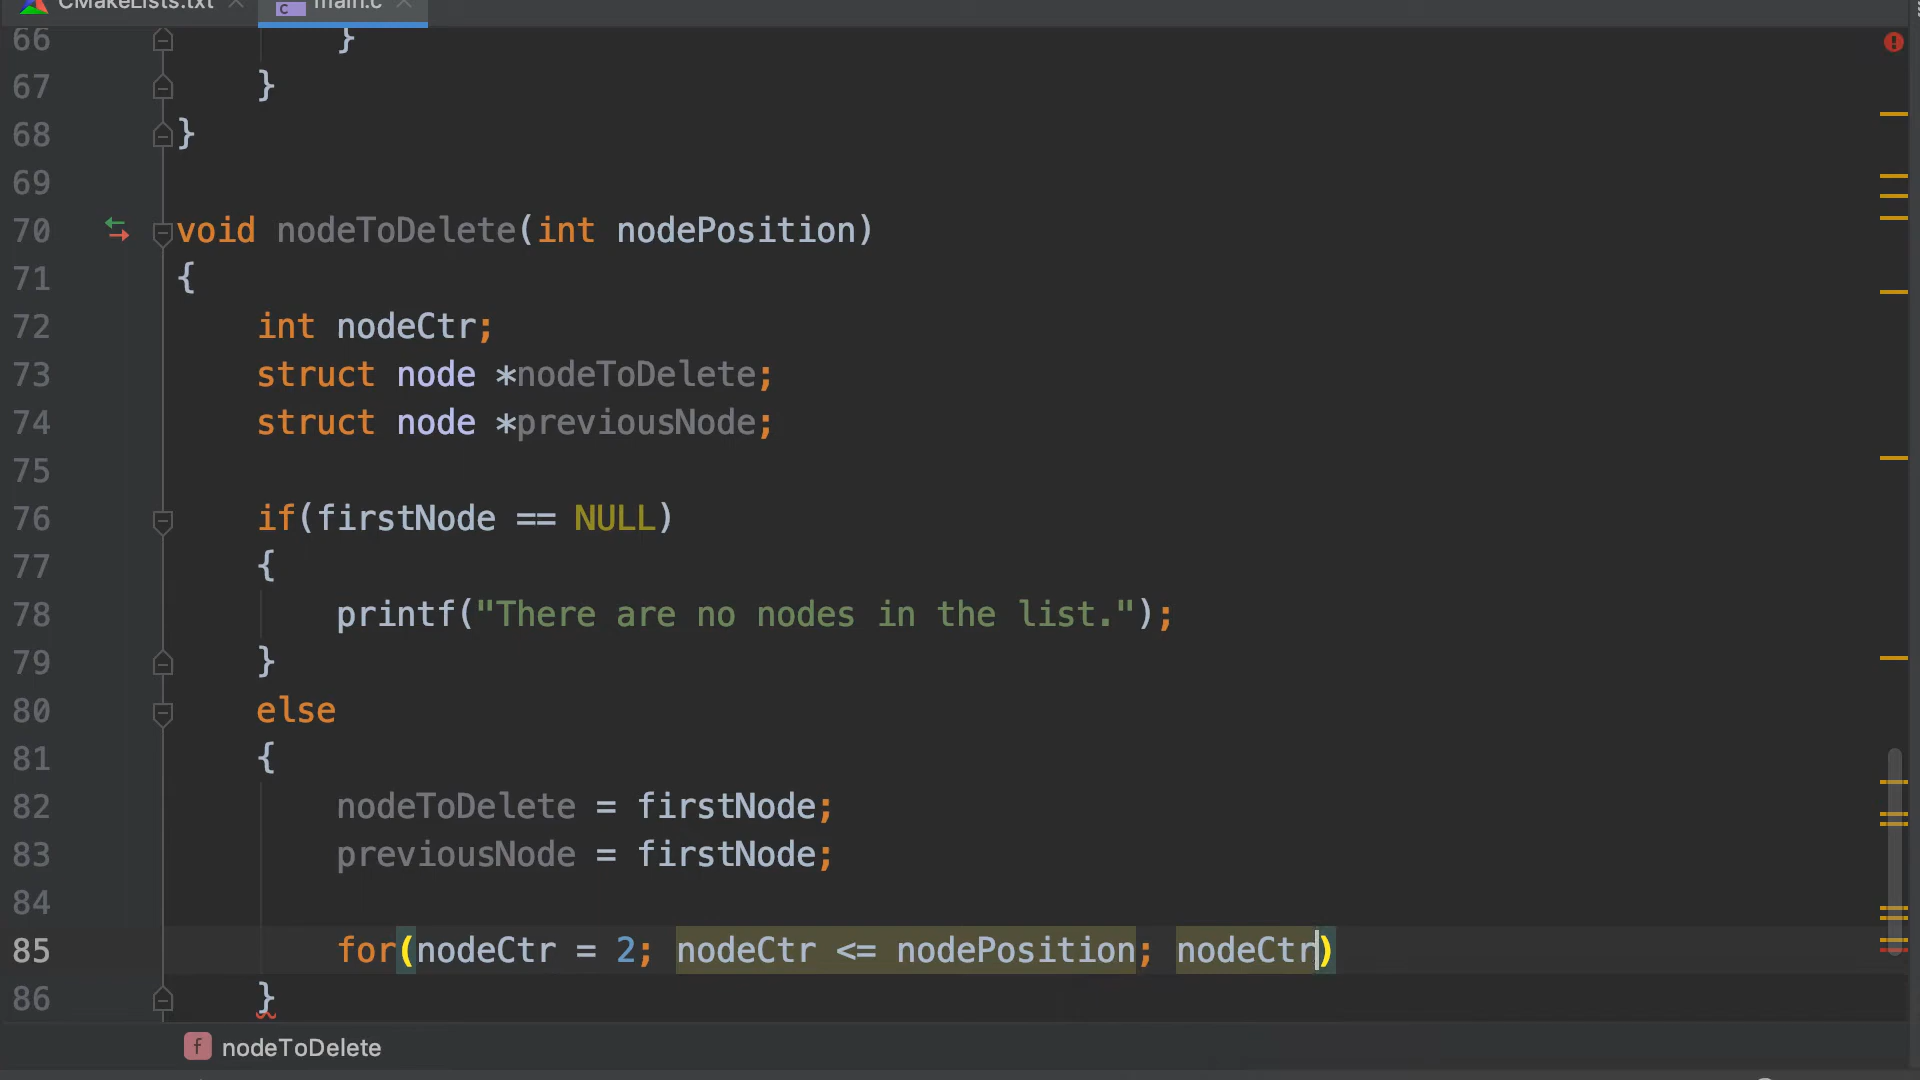 CMakeLists.txt main.c
66 }
67 }
68 }
69
70 void nodeToDelete(int nodePosition)
71 {
72 int nodeCtr;
73 struct node *nodeToDelete;
74 struct node *previousNode;
75
76 if(firstNode == NULL)
77 {
78 printf("There are no nodes in the list.");
79 }
80 else
81 {
82 nodeToDelete = firstNode;
83 previousNode = firstNode;
84
85 for(nodeCtr = 2; nodeCtr <= nodePosition; nodeCtr)
86 }
f nodeToDelete